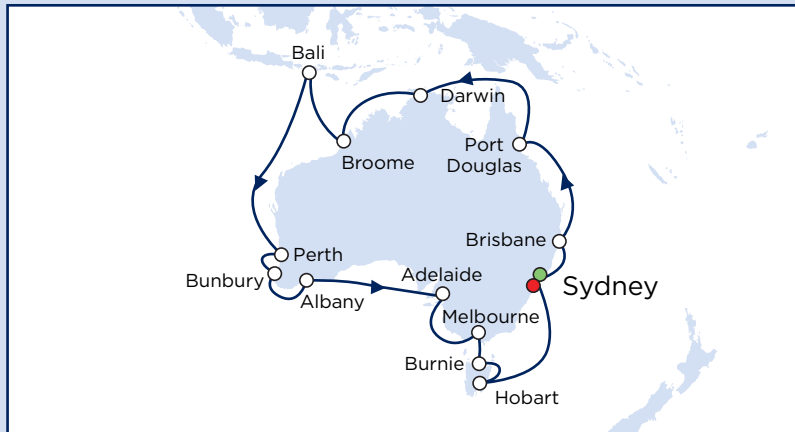 Bali
Darwin
Broome
Port
Douglas
Brisbane
Perth
Bunbury
Albany
Adelaide
Sydney
Melbourne
Burnie
Hobart